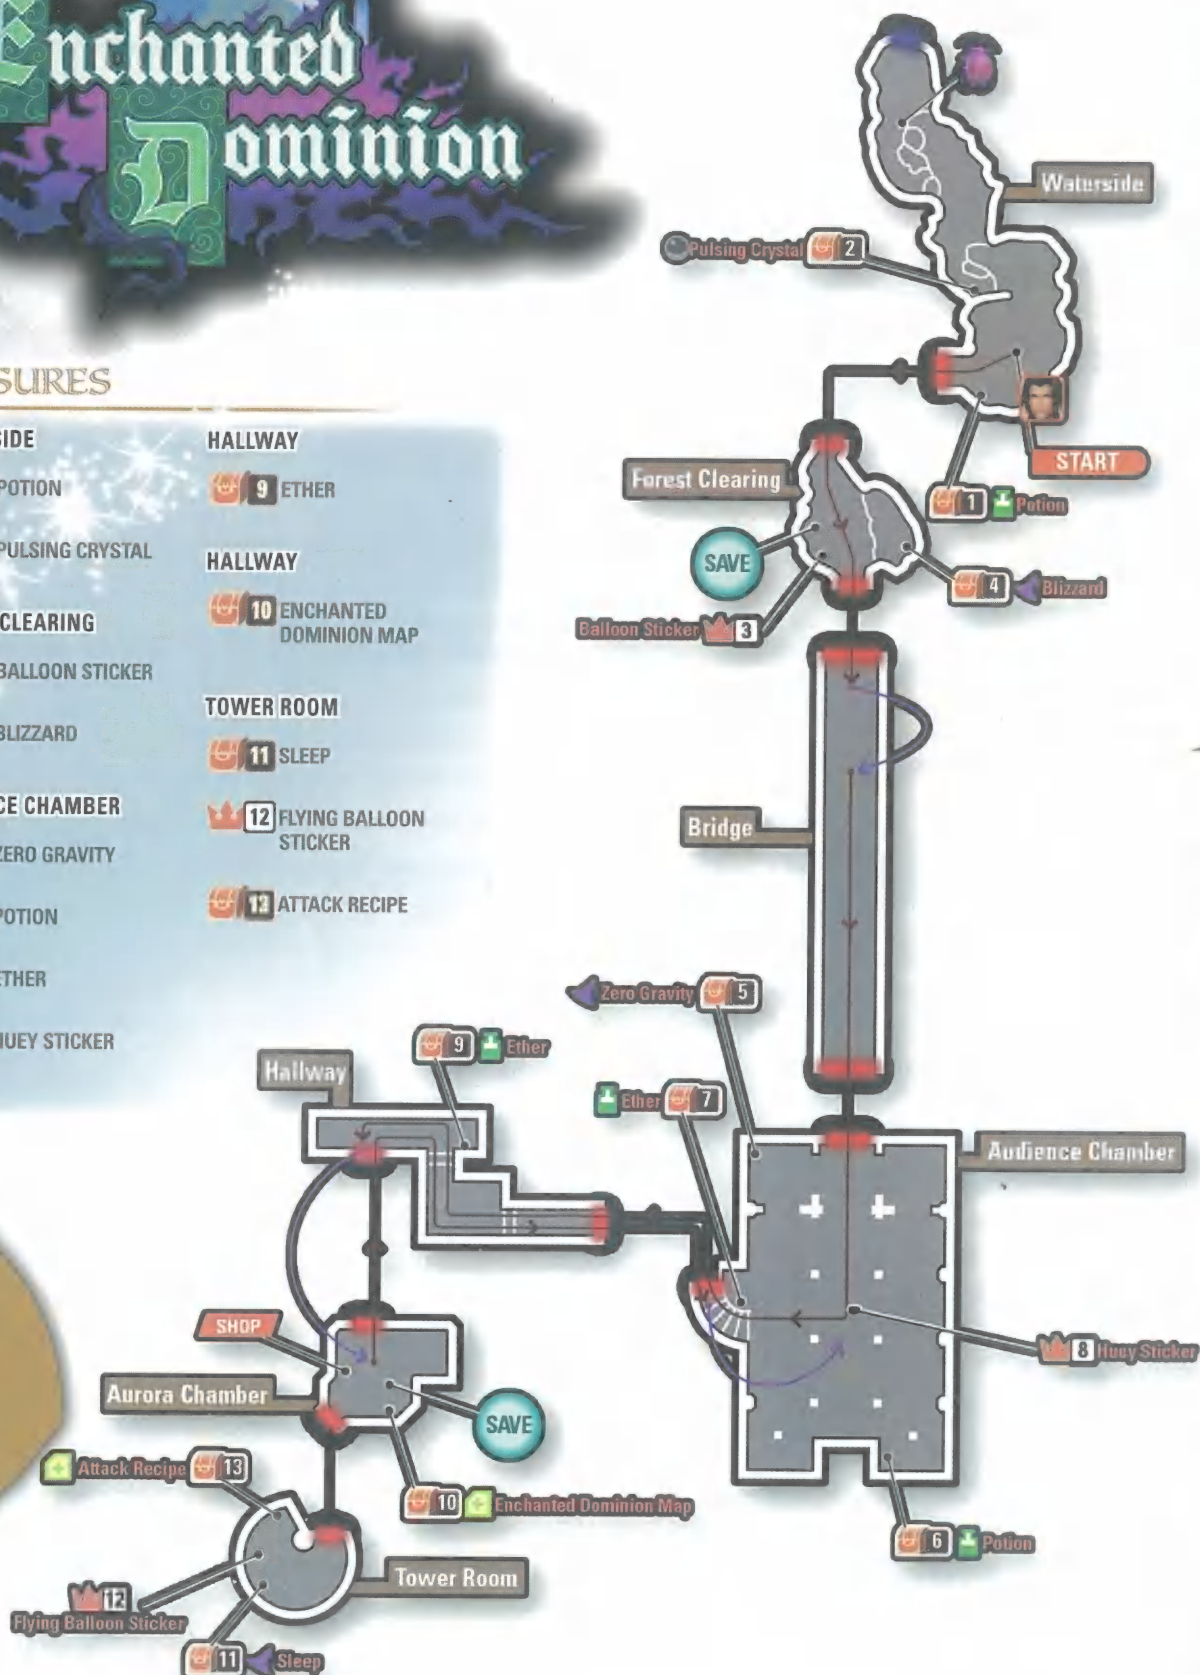 Enchanted
Dominion
SURES
SIDE
POTION
PULSING CRYSTAL
CLEARING
BALLOON STICKER
BLIZZARD
CE CHAMBER
ZERO GRAVITY
POTION
ETHER
HUEY STICKER
HALLWAY
9 ETHER
HALLWAY
10 ENCHANTED
DOMINION MAP
TOWER ROOM
11 SLEEP
12 FLYING BALLOON
STICKER
13 ATTACK RECIPE
Waterside
Pulsing Crystal 2
START
1 Potion
Forest Clearing
SAVE
4 Blizzard
Balloon Sticker 3
Bridge
Zero Gravity 5
9 Ether
Hallway
Ether 7
Audience Chamber
SHOP
8 Huey Sticker
Aurora Chamber
SAVE
Attack Recipe 13
10 Enchanted Dominion Map
6 Potion
Tower Room
12
Flying Balloon Sticker
11 Sleep